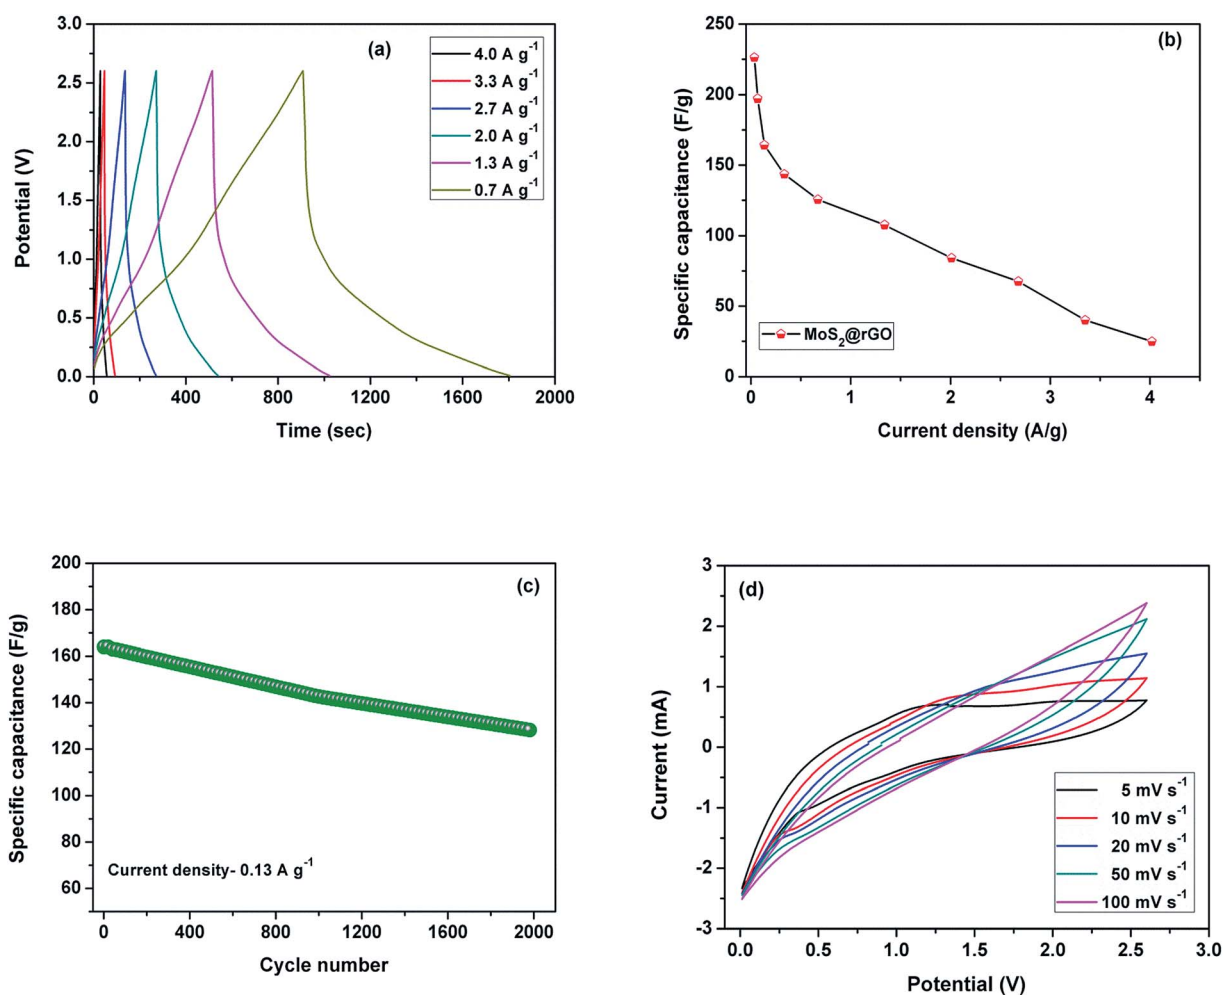 (a)
4.0 A g⁻¹
3.3 A g⁻¹
2.7 A g⁻¹
2.0 A g⁻¹
1.3 A g⁻¹
0.7 A g⁻¹
Potential (V)
3.0
2.5
2.0
1.5
1.0
0.5
0.0
0 400 800 1200 1600 2000
Time (sec)
(b)
Specific capacitance (F/g)
250
200
150
100
50
0
MoS₂@rGO
0 1 2 3 4
Current density (A/g)
(c)
Specific capacitance (F/g)
200
180
160
140
120
100
80
60
Current density- 0.13 A g⁻¹
0 400 800 1200 1600 2000
Cycle number
(d)
Current (mA)
3
2
1
0
-1
-2
-3
5 mV s⁻¹
10 mV s⁻¹
20 mV s⁻¹
50 mV s⁻¹
100 mV s⁻¹
0.0 0.5 1.0 1.5 2.0 2.5 3.0
Potential (V)